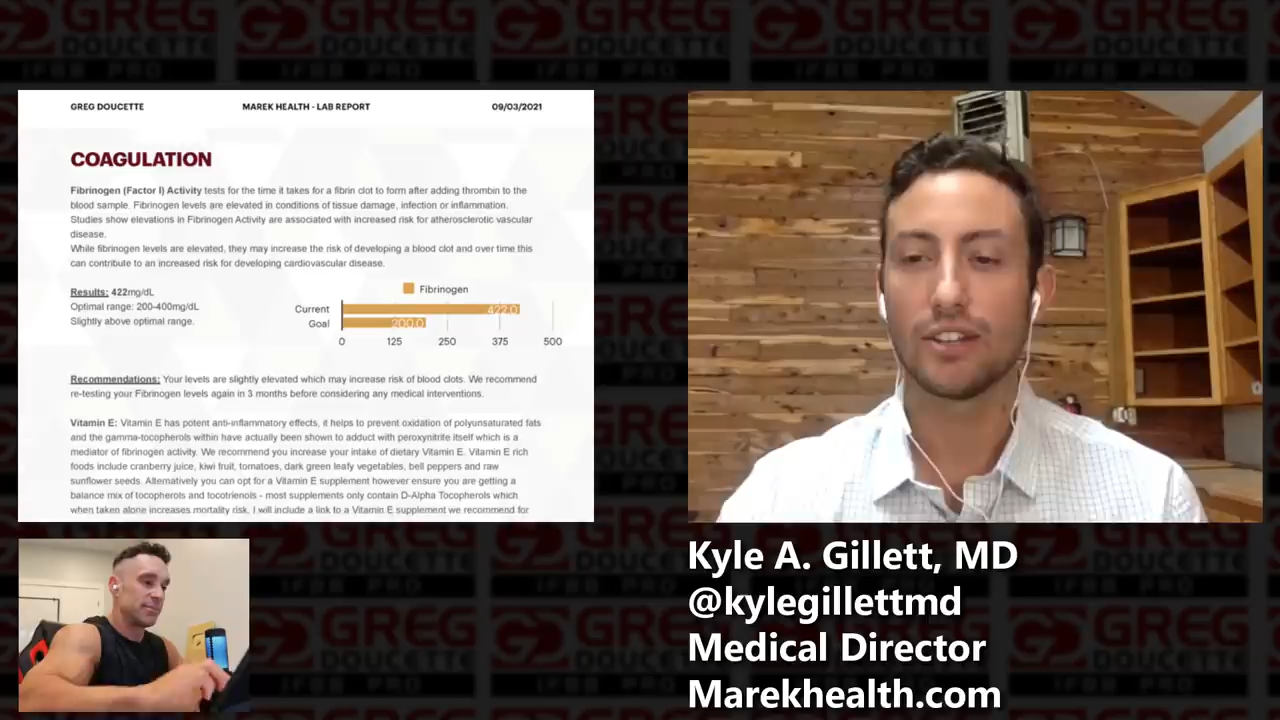 GREG DOUCETTE
MAREK HEALTH - LAB REPORT
09/03/2021
COAGULATION
Fibrinogen (Factor I) Activity tests for the time it takes for a fibrin clot to form after adding thrombin to the
blood sample. Fibrinogen levels are elevated in conditions of tissue damage, infection or inflammation.
Studies show elevations in Fibrinogen Activity are associated with increased risk for atherosclerotic vascular
disease.
While fibrinogen levels are elevated, they may increase the risk of developing a blood clot and over time this
can contribute to an increased risk for developing cardiovascular disease.
Results: 422mg/dL
Optimal range: 200-400mg/dL
Slightly above optimal range.
Fibrinogen
Current
422.0
Goal
200.0
0
125
250
375
500
Recommendations: Your levels are slightly elevated which may increase risk of blood clots. We recommend
re-testing your Fibrinogen levels again in 3 months before considering any medical interventions.
Vitamin E: Vitamin E has potent anti-inflammatory effects, it helps to prevent oxidation of polyunsaturated fats
and the gamma-tocopherols within have actually been shown to adduct with peroxynitrite itself which is a
mediator of fibrinogen activity. We recommend you increase your intake of dietary Vitamin E. Vitamin E rich
foods include cranberry juice, kiwi fruit, tomatoes, dark green leafy vegetables, bell peppers and raw
sunflower seeds. Alternatively you can opt for a Vitamin E supplement however ensure you are getting a
balance mix of tocopherols and tocotrienols - most supplements only contain D-Alpha Tocopherols which
when taken alone increases mortality risk. I will include a link to a Vitamin E supplement we recommend for
Kyle A. Gillett, MD
@kylegillettmd
Medical Director
Marekhealth.com
GREG
DOUCETTE
IFBB PRO